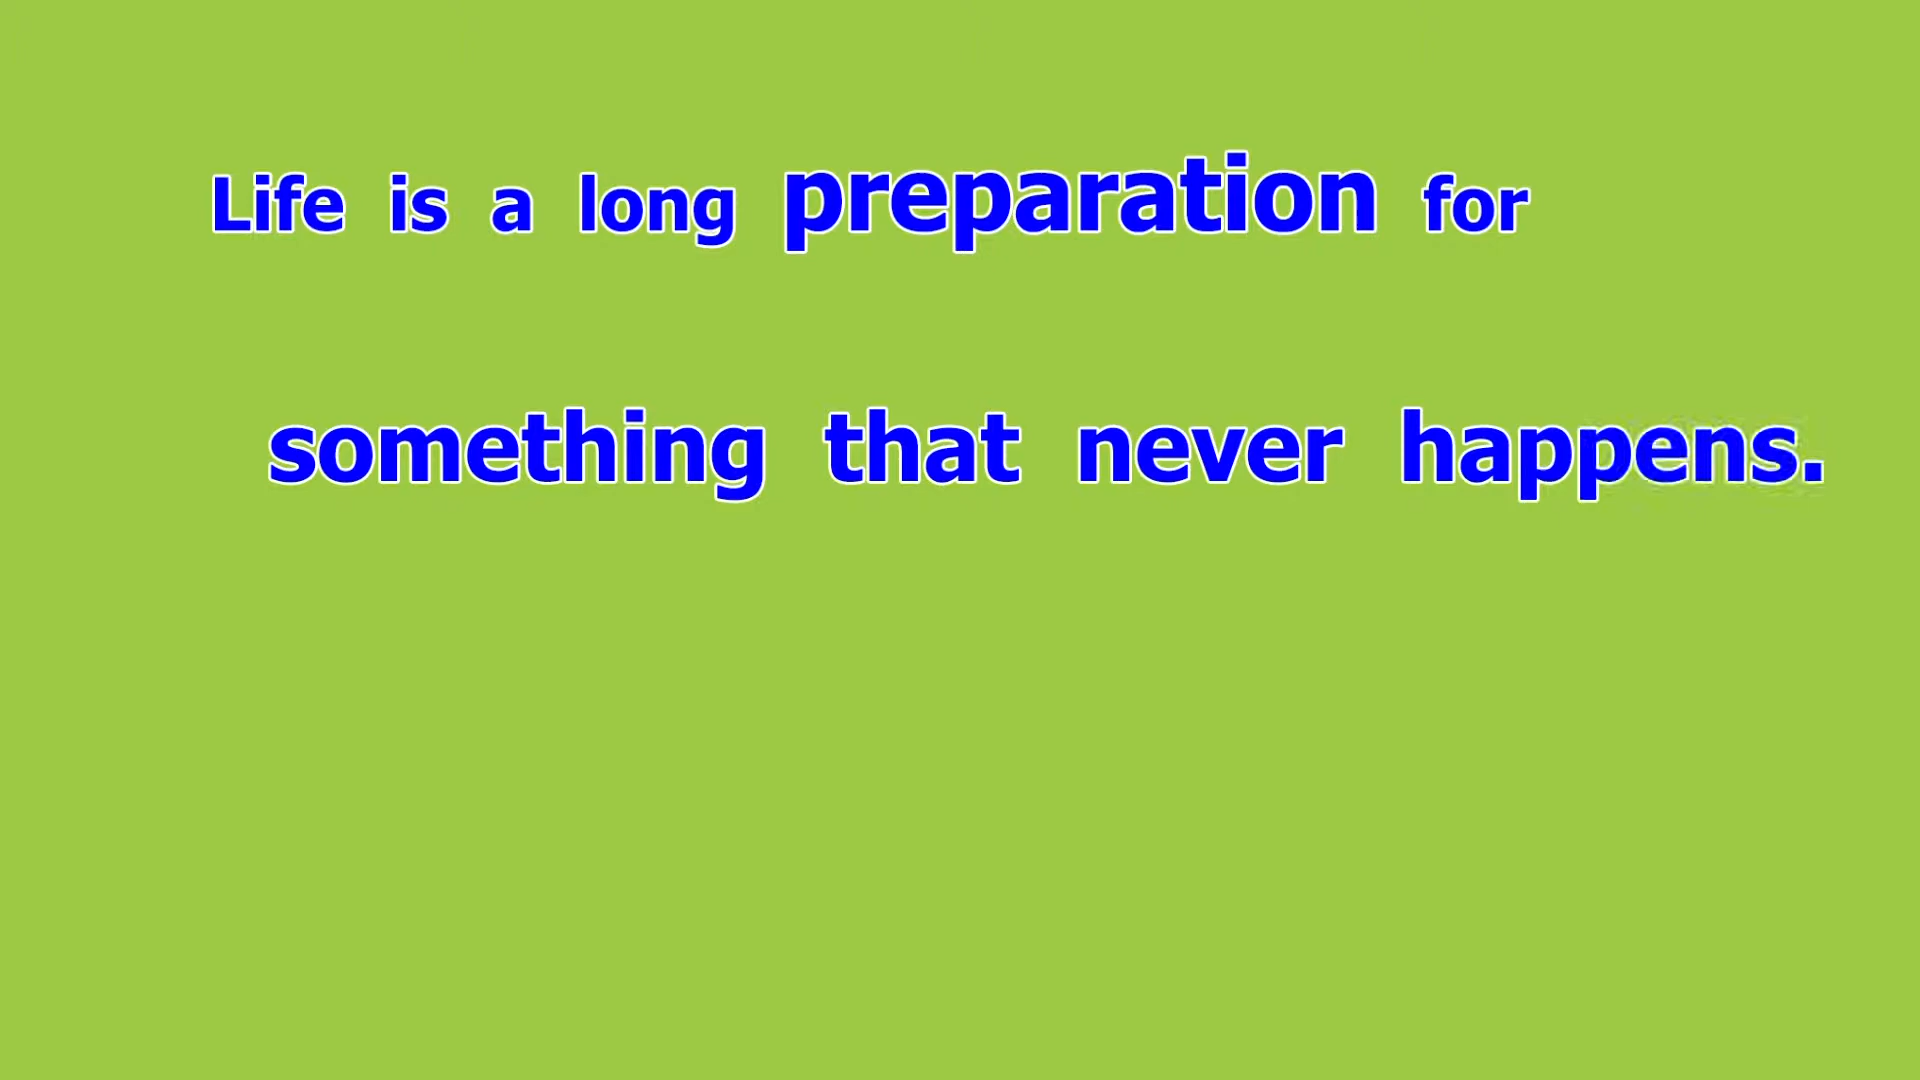 Life is a long preparation for
something that never happens.